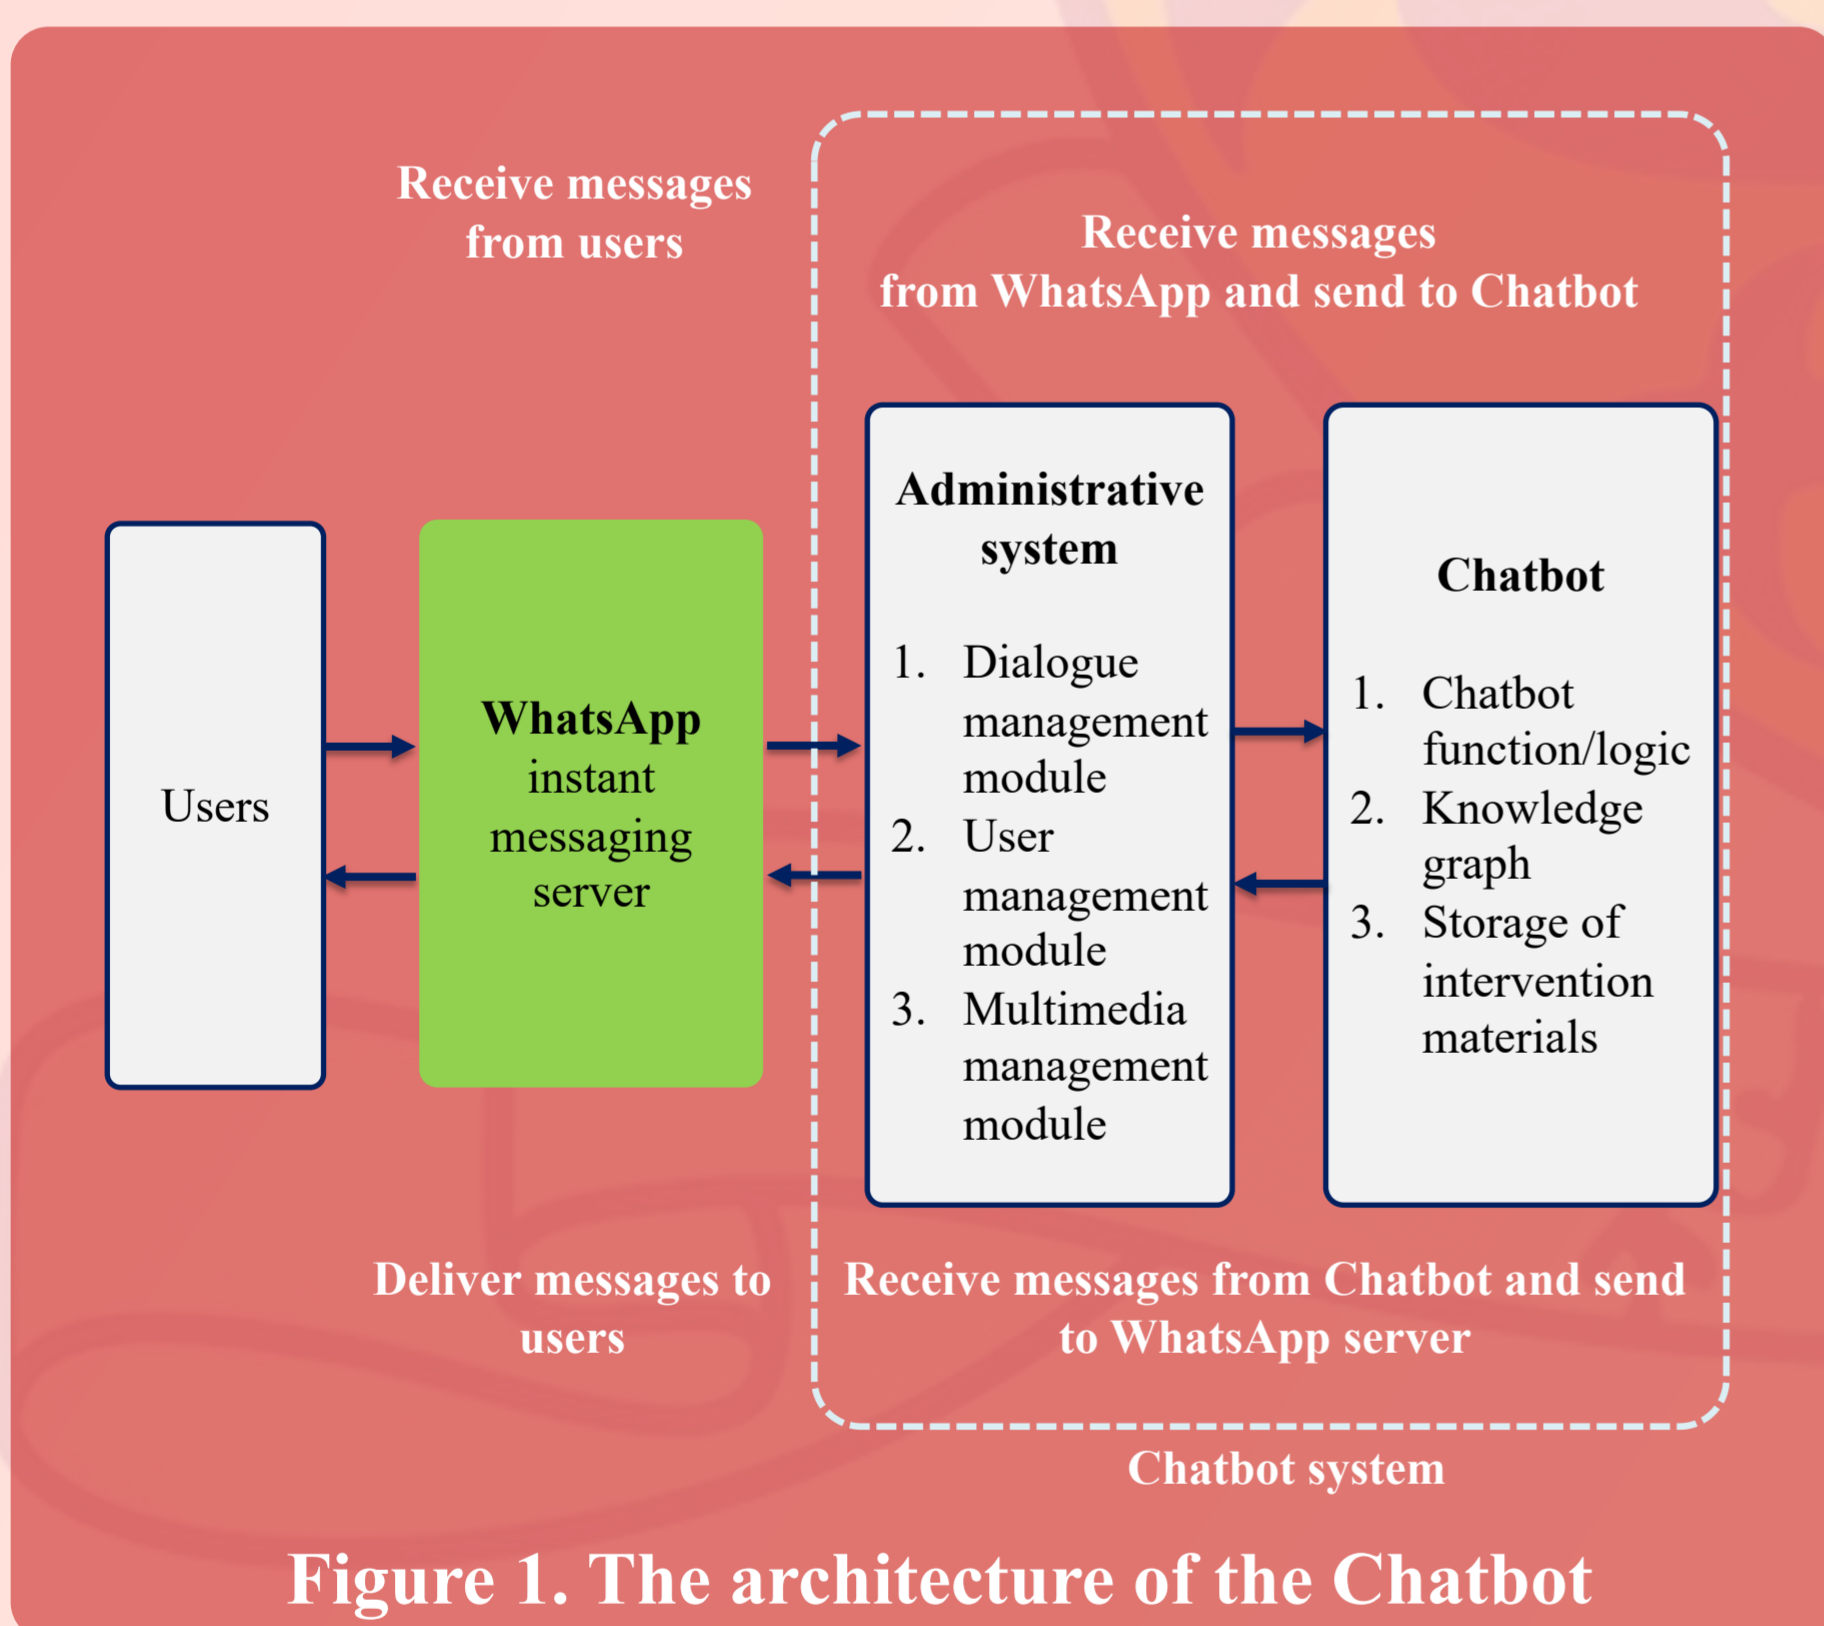 Receive messages
from users
Receive messages
from WhatsApp and send to Chatbot
Users
WhatsApp
instant
messaging
server
Administrative
system
1. Dialogue
management
module
2. User
management
module
3. Multimedia
management
module
Chatbot
1. Chatbot
function/logic
2. Knowledge
graph
3. Storage of
intervention
materials
Deliver messages to
users
Receive messages from Chatbot and send
to WhatsApp server
Chatbot system
Figure 1. The architecture of the Chatbot